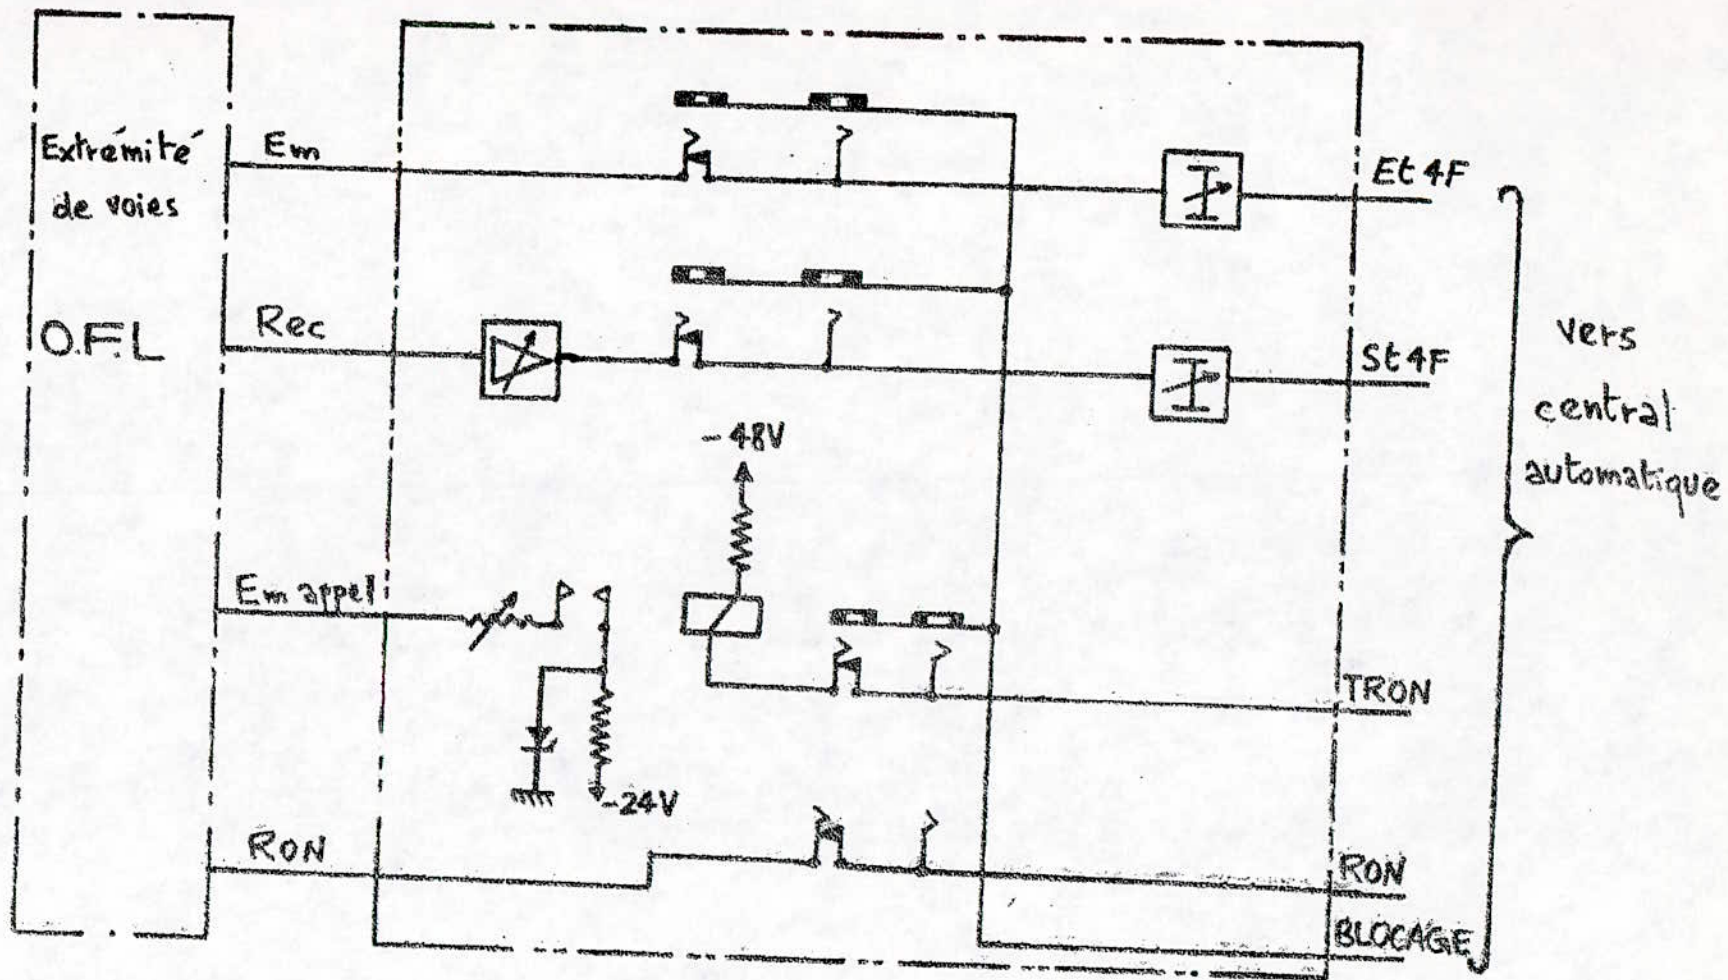 Extrémité
de voies
O.F.L
Em
Et 4F
Rec
St 4F
vers
central
automatique
-48V
Em appel
TRON
-24V
RON
RON
BLOCAGE